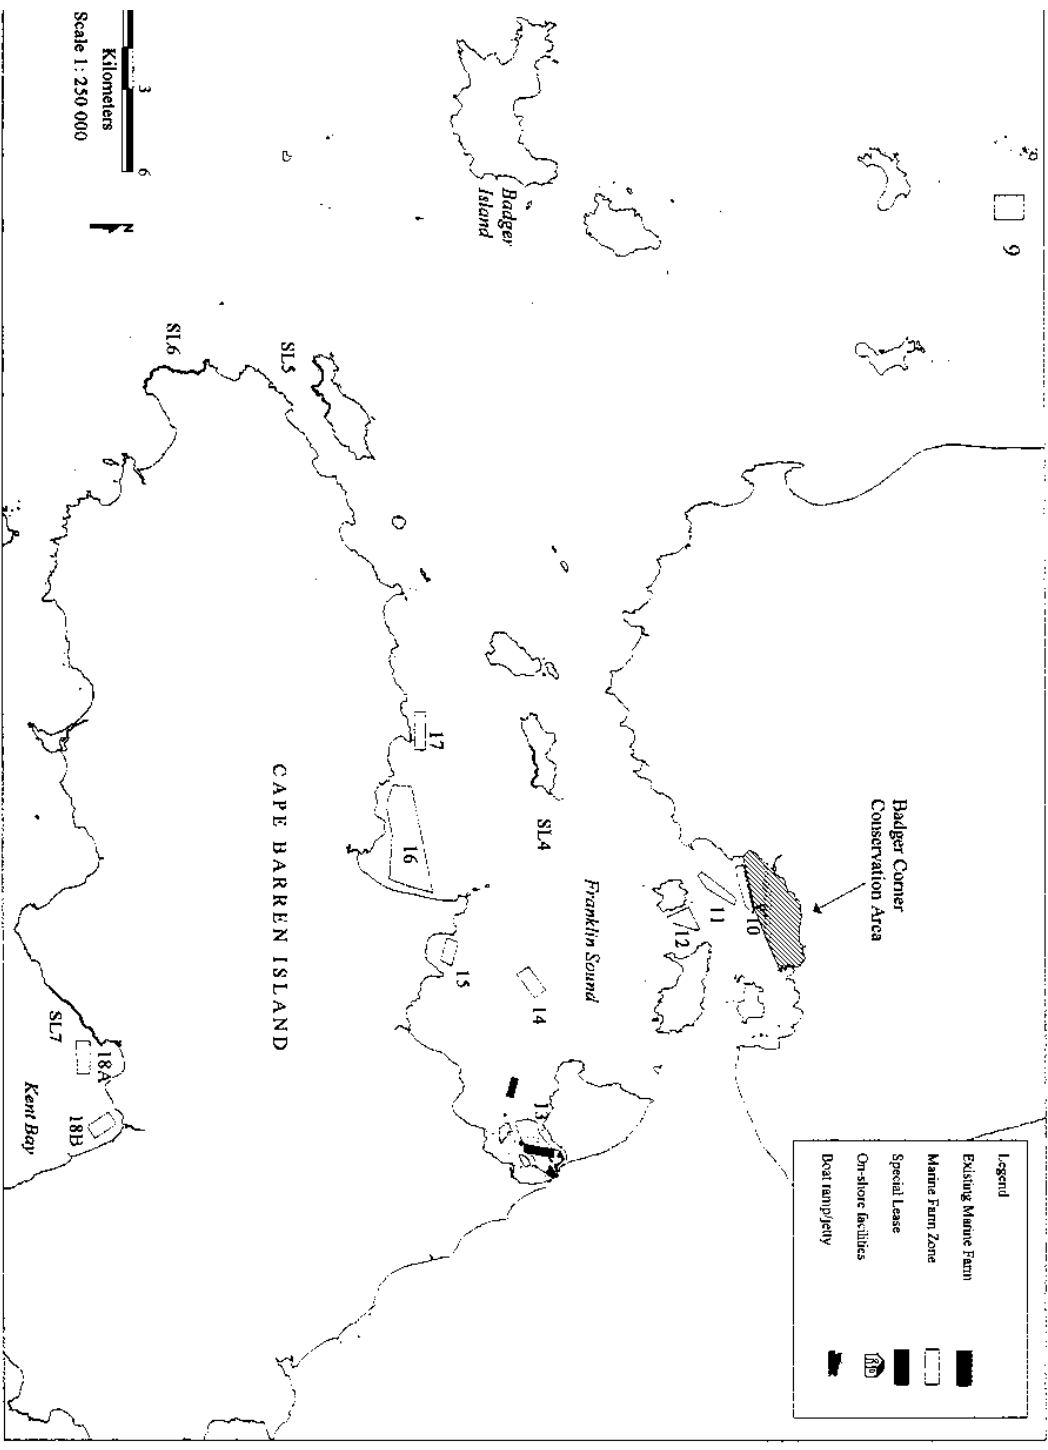 9
Badger
Island
Badger Corner
Conservation Area
10
11
12
Franklin Sound
SL4
13
14
15
16
17
SL5
SL6
CAPE BARREN ISLAND
SL7
18A
18B
Kent Bay
Legend
Existing Marine Farm
Marine Farm Zone
Special Lease
On-shore facilities
Boat ramp/jetty
3
6
Kilometers
Scale 1: 250 000
N